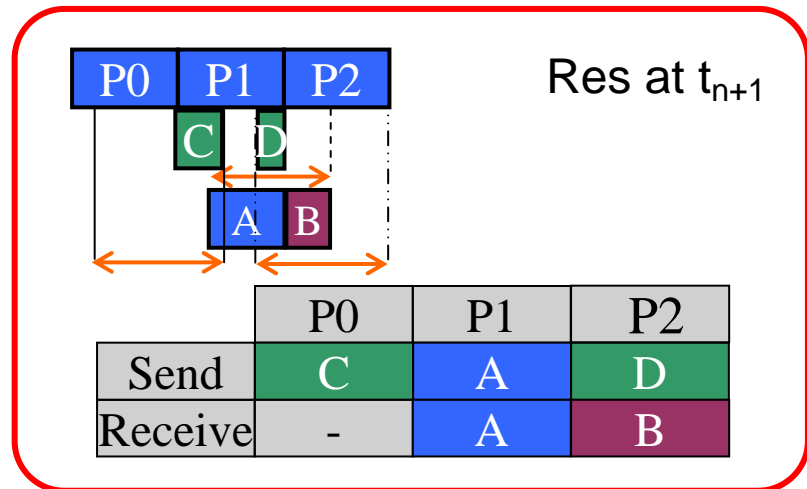 P0 P1 P2
Res at tn+1
C D
A B
P0 P1 P2
Send C A D
Receive - A B